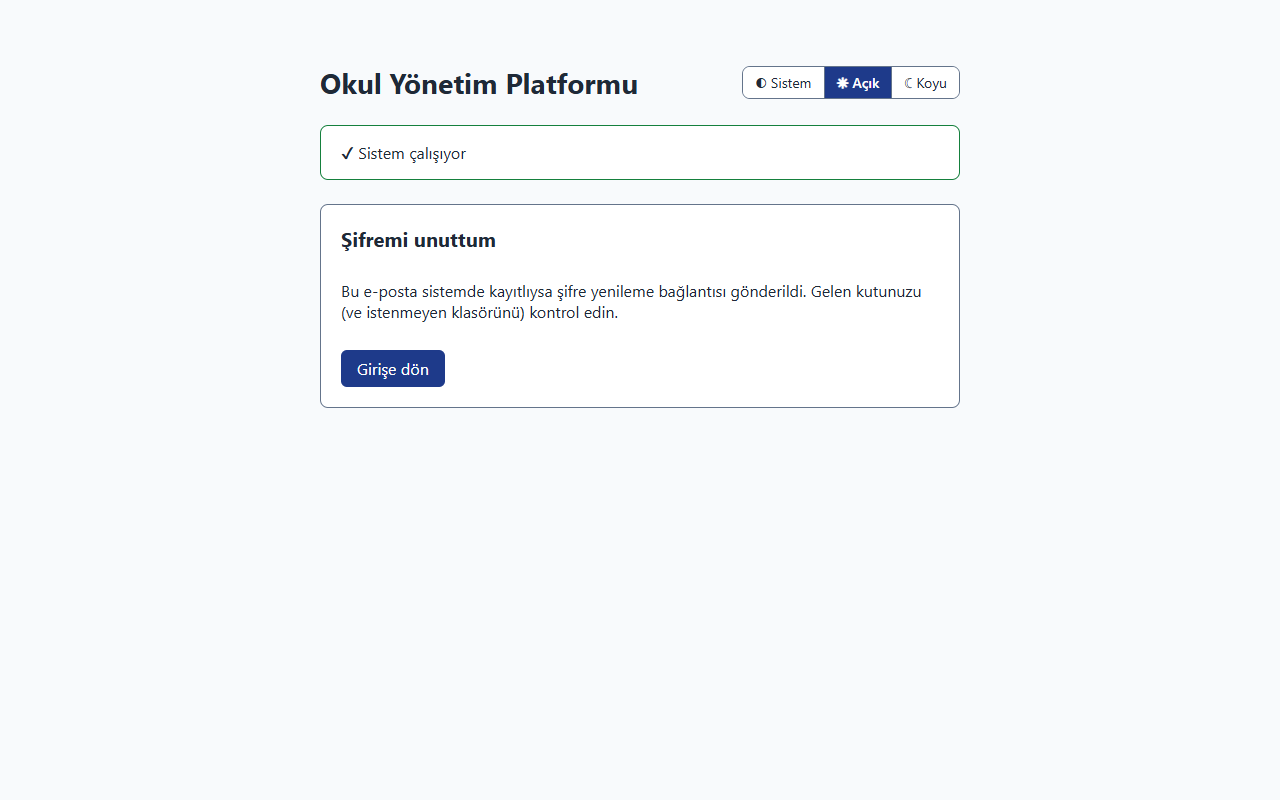 Okul Yönetim Platformu
◐ Sistem
❋ Açık
☾ Koyu
✓ Sistem çalışıyor
Şifremi unuttum
Bu e-posta sistemde kayıtlıysa şifre yenileme bağlantısı gönderildi. Gelen kutunuzu
(ve istenmeyen klasörünü) kontrol edin.
Girişe dön